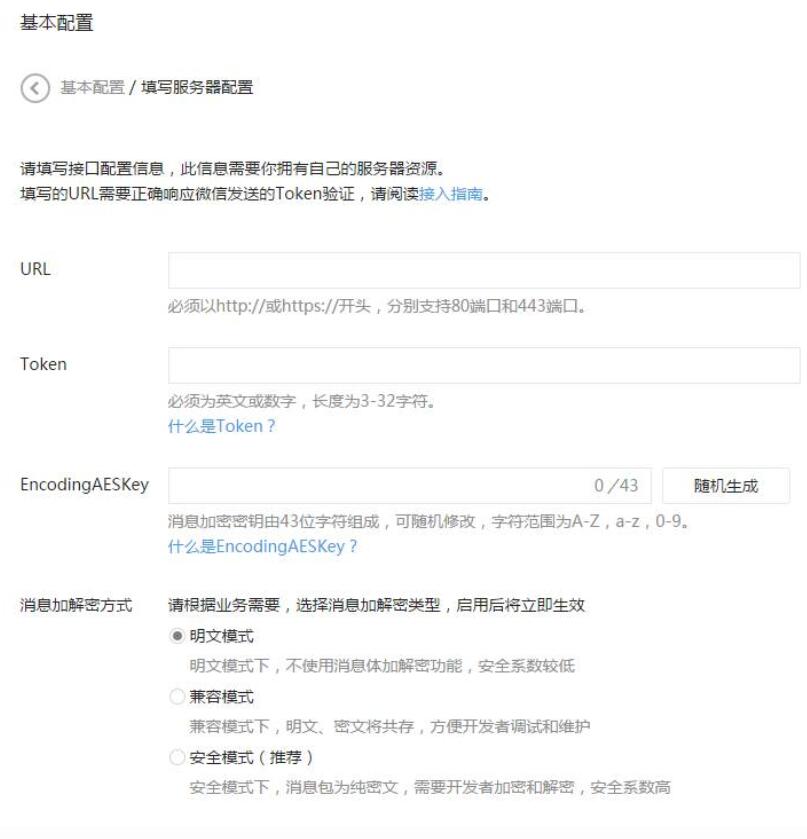 基本配置
基本配置 / 填写服务器配置
请填写接口配置信息，此信息需要你拥有自己的服务器资源。
填写的URL需要正确响应微信发送的Token验证，请阅读接入指南。
URL
必须以http://或https://开头，分别支持80端口和443端口。
Token
必须为英文或数字，长度为3-32字符。
什么是Token？
EncodingAESKey 0/43 随机生成
消息加密密钥由43位字符组成，可随机修改，字符范围为A-Z，a-z，0-9。
什么是EncodingAESKey？
消息加解密方式 请根据业务需要，选择消息加解密类型，启用后将立即生效
明文模式
明文模式下，不使用消息体加解密功能，安全系数较低
兼容模式
兼容模式下，明文、密文将共存，方便开发者调试和维护
安全模式（推荐）
安全模式下，消息包为纯密文，需要开发者加密和解密，安全系数高